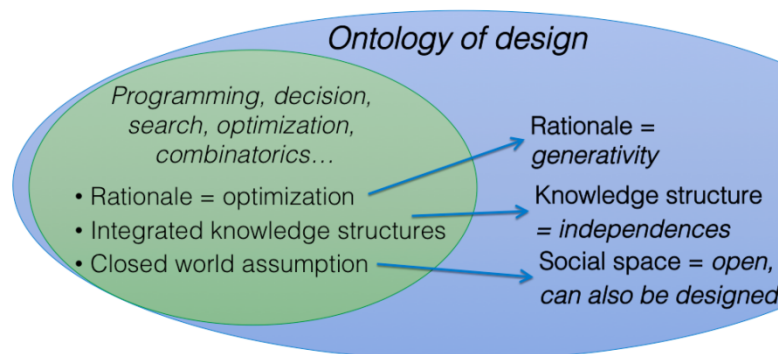 Ontology of design
Programming, decision,
search, optimization,
combinatorics…
• Rationale = optimization
• Integrated knowledge structures
• Closed world assumption
Rationale =
generativity
Knowledge structure
= independences
Social space = open,
can also be designed